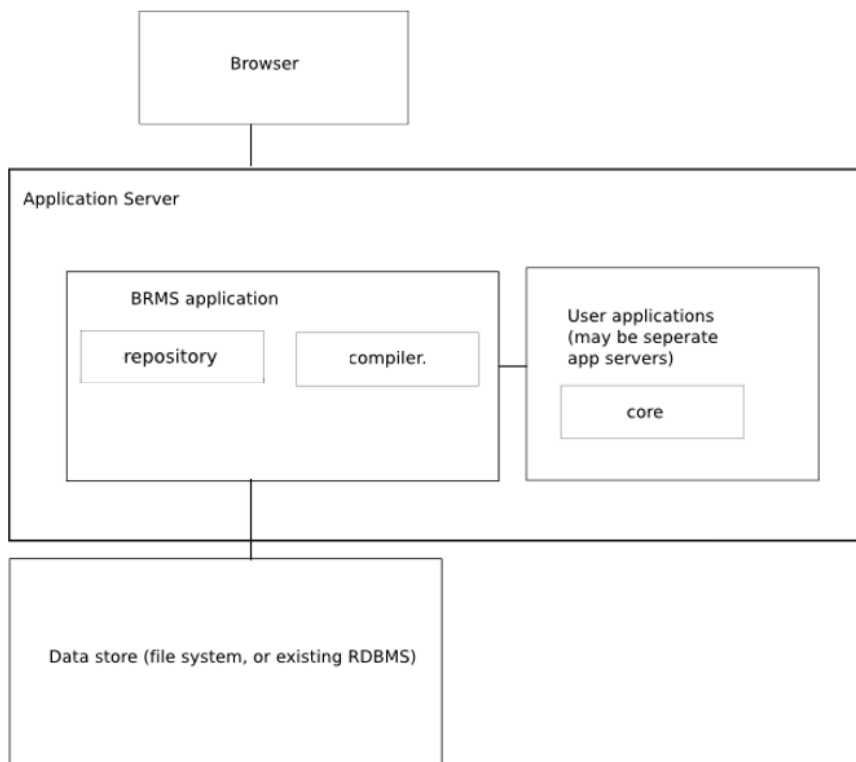 Browser
Application Server
BRMS application
repository
compiler.
User applications
(may be seperate
app servers)
core
Data store (file system, or existing RDBMS)